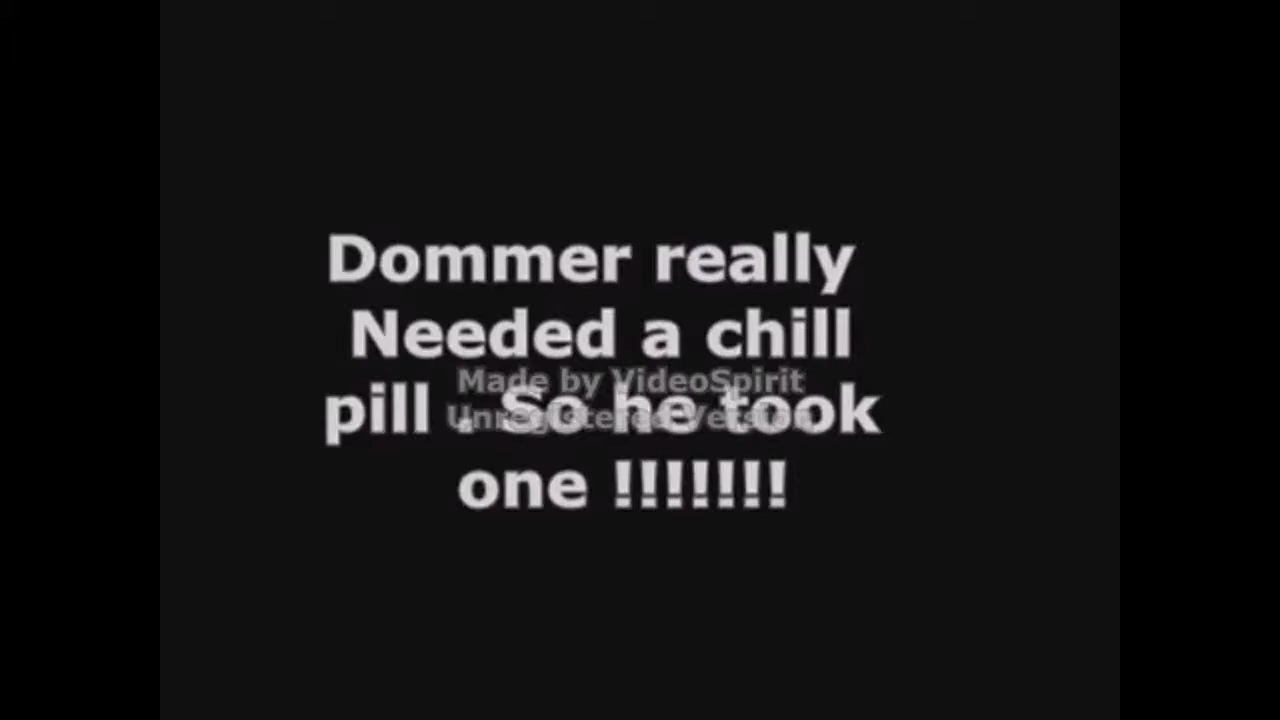 Dommer really
Needed a chill
Made by VideoSpirit
pill . So he took
Unregistered Version
one !!!!!!!